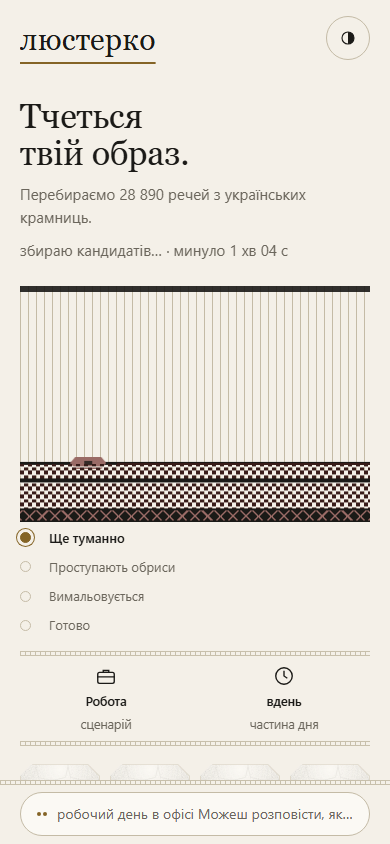 люстерко
Тчеться
твій образ.
Перебираємо 28 890 речей з українських
крамниць.
збираю кандидатів... · минуло 1 хв 04 с
Ще туманно
Проступають обриси
Вимальовується
Готово
Робота
вдень
сценарій
частина дня
робочий день в офісі Можеш розповісти, як...